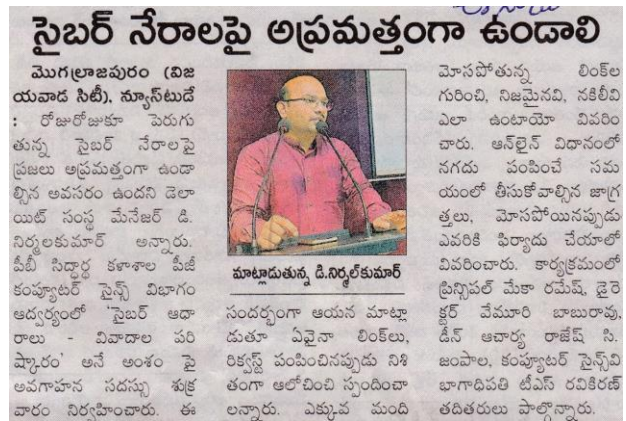 సైబర్ నేరాలపై అప్రమత్తంగా ఉండాలి
మొగల్రాజపురం (విజ
యవాడ సిటీ), న్యూస్‌టుడే
: రోజురోజుకూ పెరుగు
తున్న సైబర్ నేరాలపై
ప్రజలు అప్రమత్తంగా ఉండా
ల్సిన అవసరం ఉందని డెలా
యిట్ సంస్థ మేనేజర్ డి.
నిర్మలకుమార్ అన్నారు.
పీబీ సిద్ధార్థ కళాశాల పీజీ
కంప్యూటర్ సైన్స్ విభాగం
ఆధ్వర్యంలో 'సైబర్ ఆధా
రాలు - వివాదాల పరి
ష్కారం' అనే అంశం పై
అవగాహన సదస్సు శుక్ర
వారం నిర్వహించారు. ఈ
మాట్లాడుతున్న డి.నిర్మల్‌కుమార్
సందర్భంగా ఆయన మాట్లా
డుతూ ఏవైనా లింక్‌లు,
రిక్వస్ట్ పంపించినప్పుడు నిశి
తంగా ఆలోచించి స్పందించా
లన్నారు. ఎక్కువ మంది
మోసపోతున్న లింక్‌ల
గురించి, నిజమైనవి, నకిలీవి
ఎలా ఉంటాయో వివరిం
చారు. ఆన్‌లైన్ విధానంలో
నగదు పంపించే సమ
యంలో తీసుకోవాల్సిన జాగ్ర
త్తలు, మోసపోయినప్పుడు
ఎవరికి ఫిర్యాదు చేయాలో
వివరించారు. కార్యక్రమంలో
ప్రిన్సిపల్ మేకా రమేష్, డైరె
క్టర్ వేమూరి బాబురావు,
డీన్ ఆచార్య రాజేష్ సి.
జంపాల, కంప్యూటర్ సైన్స్‌వి
భాగాధిపతి టీఎస్ రవికిరణ్
తదితరులు పాల్గొన్నారు.